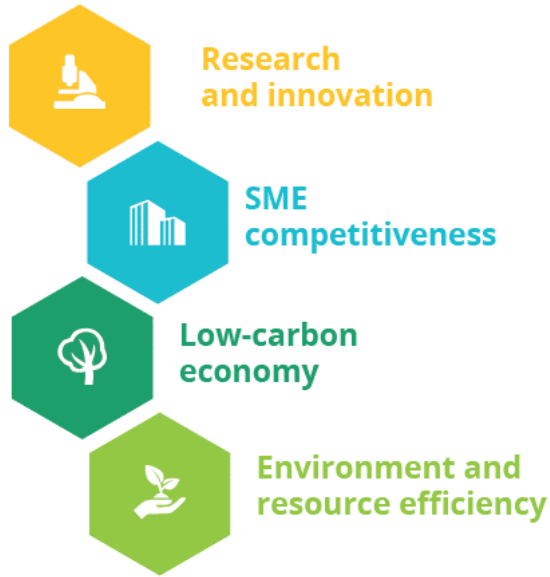 Research
and innovation
SME
competitiveness
Low-carbon
economy
Environment and
resource efficiency